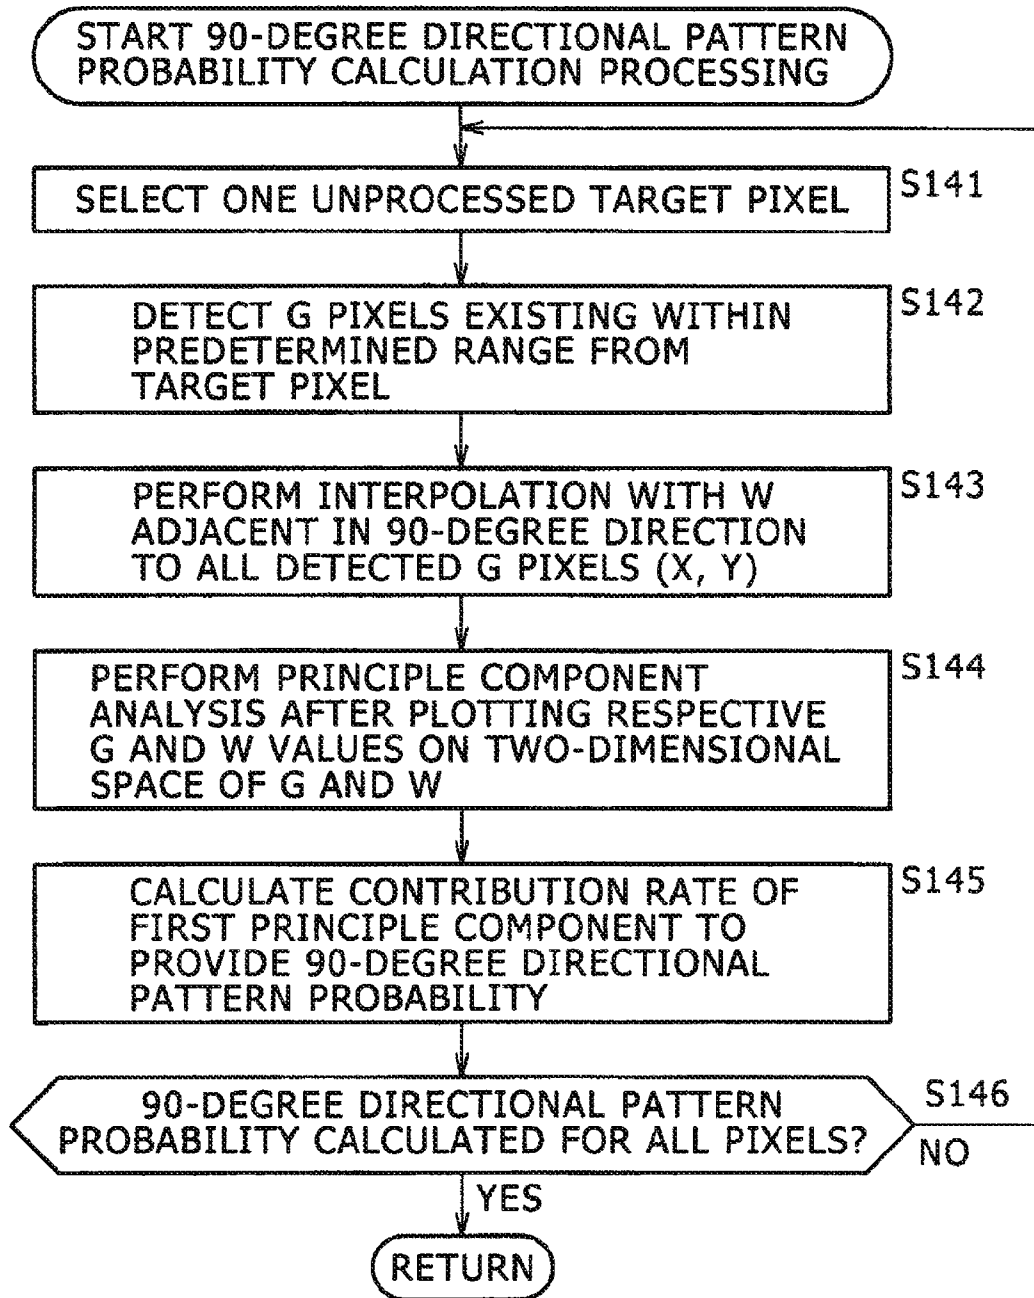 START 90-DEGREE DIRECTIONAL PATTERN
PROBABILITY CALCULATION PROCESSING
SELECT ONE UNPROCESSED TARGET PIXEL
S141
DETECT G PIXELS EXISTING WITHIN
PREDETERMINED RANGE FROM
TARGET PIXEL
S142
PERFORM INTERPOLATION WITH W
ADJACENT IN 90-DEGREE DIRECTION
TO ALL DETECTED G PIXELS (X, Y)
S143
PERFORM PRINCIPLE COMPONENT
ANALYSIS AFTER PLOTTING RESPECTIVE
G AND W VALUES ON TWO-DIMENSIONAL
SPACE OF G AND W
S144
CALCULATE CONTRIBUTION RATE OF
FIRST PRINCIPLE COMPONENT TO
PROVIDE 90-DEGREE DIRECTIONAL
PATTERN PROBABILITY
S145
90-DEGREE DIRECTIONAL PATTERN
PROBABILITY CALCULATED FOR ALL PIXELS?
S146
NO
YES
RETURN